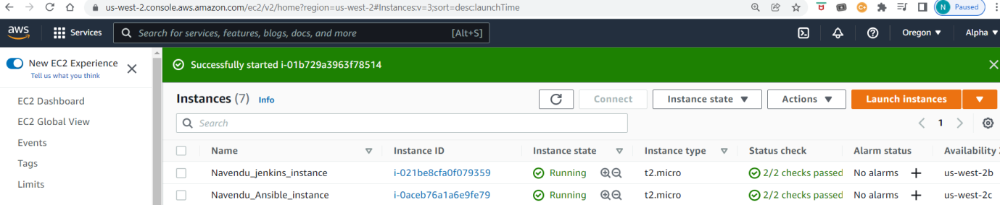 us-west-2.console.aws.amazon.com/ec2/v2/home?region=us-west-2#Instances:v=3;sort=desc:launchTime
N Paused
aws Services Search for services, features, blogs, docs, and more [Alt+S] Oregon ▼ Alpha ▼
New EC2 Experience
Tell us what you think
EC2 Dashboard
EC2 Global View
Events
Tags
Limits
Successfully started i-01b729a3963f78514
Instances (7) Info Connect Instance state ▼ Actions ▼ Launch instances ▼
Search
1
Name Instance ID Instance state Instance type Status check Alarm status Availability
Navendu_jenkins_instance i-021be8cfa0f079359 Running t2.micro 2/2 checks passed No alarms + us-west-2b
Navendu_Ansible_instance i-0aceb76a1a6e9fe79 Running t2.micro 2/2 checks passed No alarms + us-west-2c